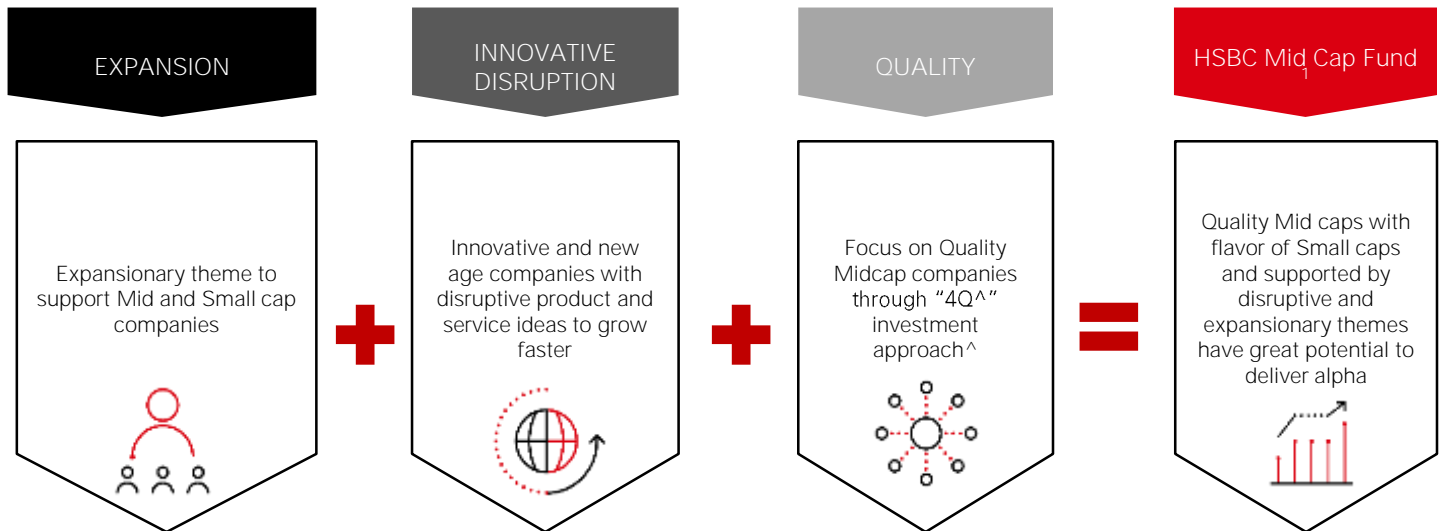 EXPANSION
INNOVATIVE
DISRUPTION
QUALITY
HSBC Mid Cap Fund
1
Expansionary theme to
support Mid and Small cap
companies
Innovative and new
age companies with
disruptive product and
service ideas to grow
faster
Focus on Quality
Midcap companies
through “4Q^”
investment
approach^
Quality Mid caps with
flavor of Small caps
and supported by
disruptive and
expansionary themes
have great potential to
deliver alpha